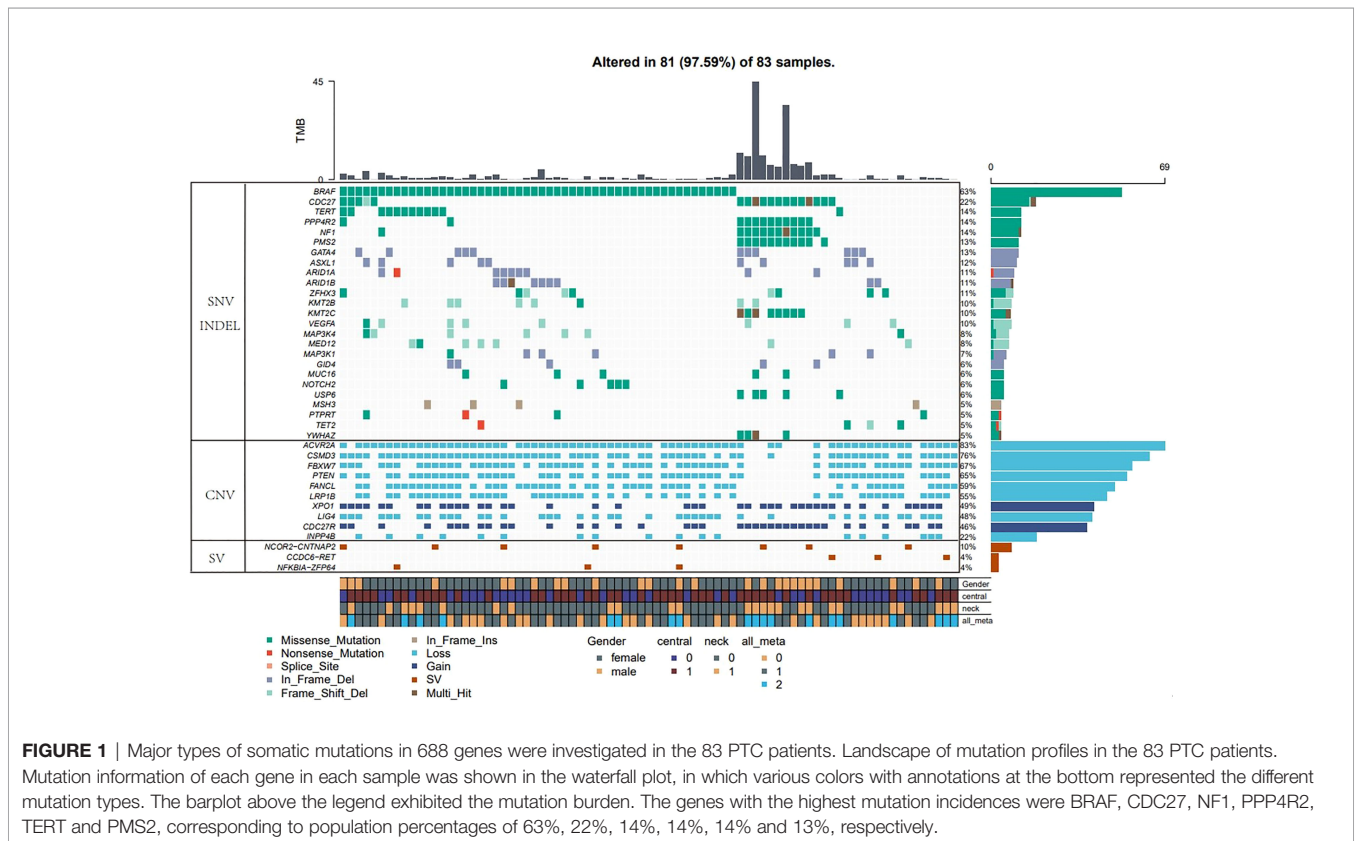 Altered in 81 (97.59%) of 83 samples.
45
TMB
0
0 69
SNV
INDEL
BRAF 63%
CDC27 22%
TERT 14%
PPP4R2 14%
NF1 14%
PMS2 13%
GATA4 13%
ASXL1 12%
ARID1A 11%
ARID1B 11%
ZFHX3 11%
KMT2B 10%
KMT2C 10%
VEGFA 10%
MAP3K4 8%
MED12 8%
MAP3K1 7%
GID4 6%
MUC16 6%
NOTCH2 6%
USP6 6%
MSH3 5%
PTPRT 5%
TET2 5%
YWHAZ 5%
CNV
ACVR2A 83%
CSMD3 76%
FBXW7 67%
PTEN 65%
FANCL 59%
LRP1B 55%
XPO1 49%
LIG4 48%
CDC27R 46%
INPP4B 22%
SV
NCOR2−CNTNAP2 10%
CCDC6−RET 4%
NFKBIA−ZFP64 4%
Gender
central
neck
all_meta
Missense_Mutation
Nonsense_Mutation
Splice_Site
In_Frame_Del
Frame_Shift_Del
In_Frame_Ins
Loss
Gain
SV
Multi_Hit
Gender central neck all_meta
female 0 0 0
male 1 1 1
2
FIGURE 1 | Major types of somatic mutations in 688 genes were investigated in the 83 PTC patients. Landscape of mutation profiles in the 83 PTC patients.
Mutation information of each gene in each sample was shown in the waterfall plot, in which various colors with annotations at the bottom represented the different
mutation types. The barplot above the legend exhibited the mutation burden. The genes with the highest mutation incidences were BRAF, CDC27, NF1, PPP4R2,
TERT and PMS2, corresponding to population percentages of 63%, 22%, 14%, 14%, 14% and 13%, respectively.